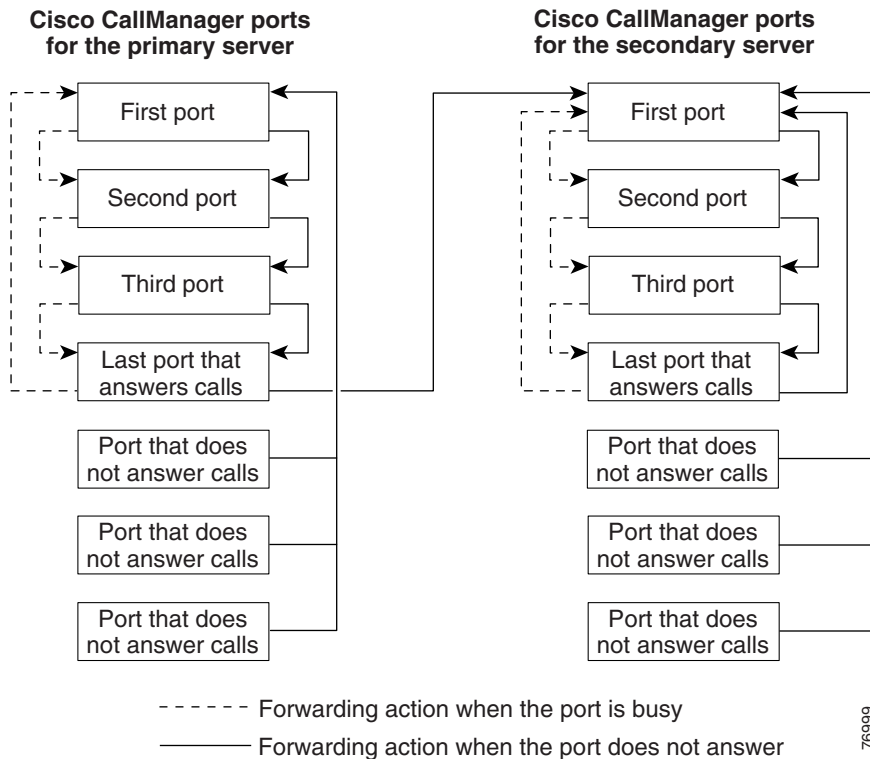 Cisco CallManager ports
for the primary server
First port
Second port
Third port
Last port that
answers calls
Port that does
not answer calls
Port that does
not answer calls
Port that does
not answer calls
Cisco CallManager ports
for the secondary server
First port
Second port
Third port
Last port that
answers calls
Port that does
not answer calls
Port that does
not answer calls
Port that does
not answer calls
Forwarding action when the port is busy
Forwarding action when the port does not answer
76999